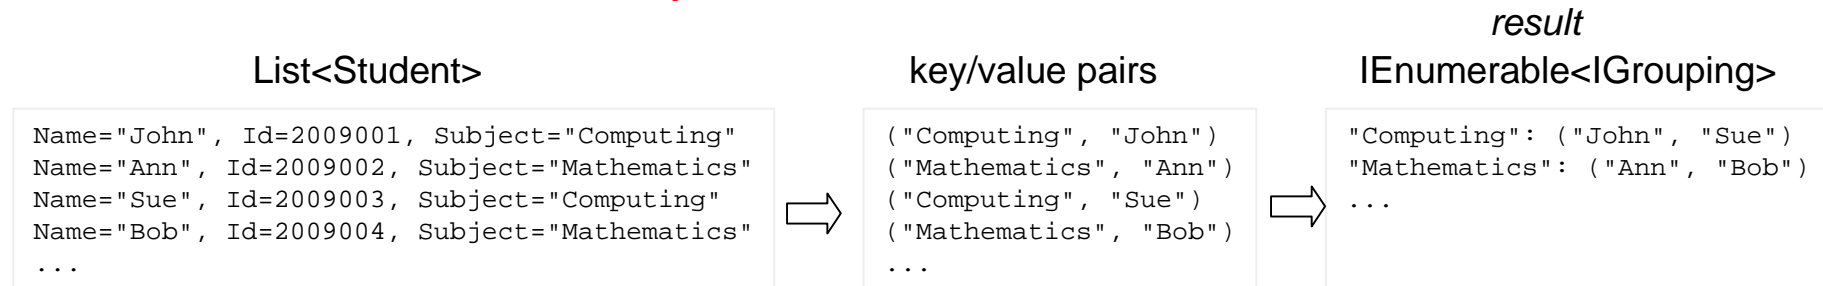 result
List<Student>
key/value pairs
IEnumerable<IGrouping>
Name="John", Id=2009001, Subject="Computing"
Name="Ann", Id=2009002, Subject="Mathematics"
Name="Sue", Id=2009003, Subject="Computing"
Name="Bob", Id=2009004, Subject="Mathematics"
...
("Computing", "John")
("Mathematics", "Ann")
("Computing", "Sue")
("Mathematics", "Bob")
...
"Computing": ("John", "Sue")
"Mathematics": ("Ann", "Bob")
...